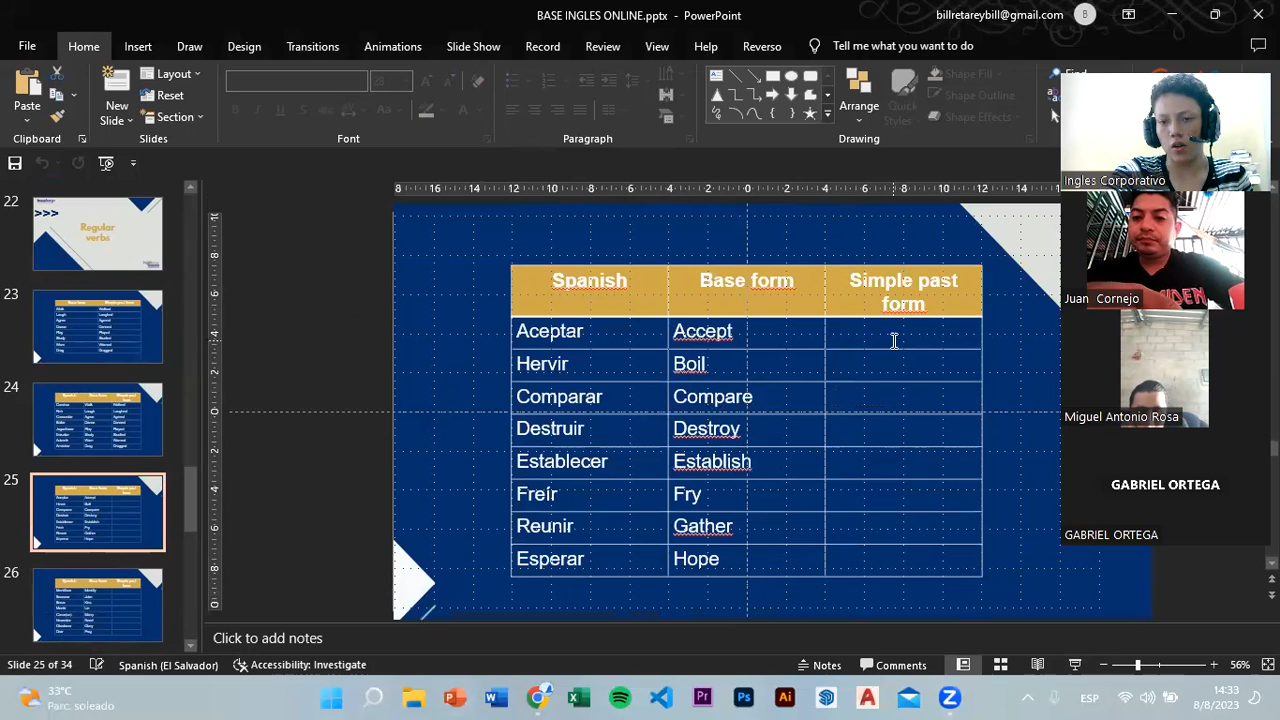 BASE INGLES ONLINE.pptx - PowerPoint
billretareybill@gmail.com B
File Home Insert Draw Design Transitions Animations Slide Show Record Review View Help Reverso Tell me what you want to do
Paste
New
Slide
Layout
Reset
Section
28
Arrange
Quick
Styles
Shape Fill
Shape Outline
Shape Effects
Find
Clipboard Slides Font Paragraph Drawing
Ingles Corporativo
Juan Cornejo
Miguel Antonio Rosa
GABRIEL ORTEGA
GABRIEL ORTEGA
22
>>>
Regular
verbs
23
24
25
26
Spanish Base form Simple past
form
Aceptar Accept
Hervir Boil
Comparar Compare
Destruir Destroy
Establecer Establish
Freír Fry
Reunir Gather
Esperar Hope
Click to add notes
Slide 25 of 34 Spanish (El Salvador) Accessibility: Investigate Notes Comments 56%
33°C
Parc. soleado
ESP
14:33
8/8/2023